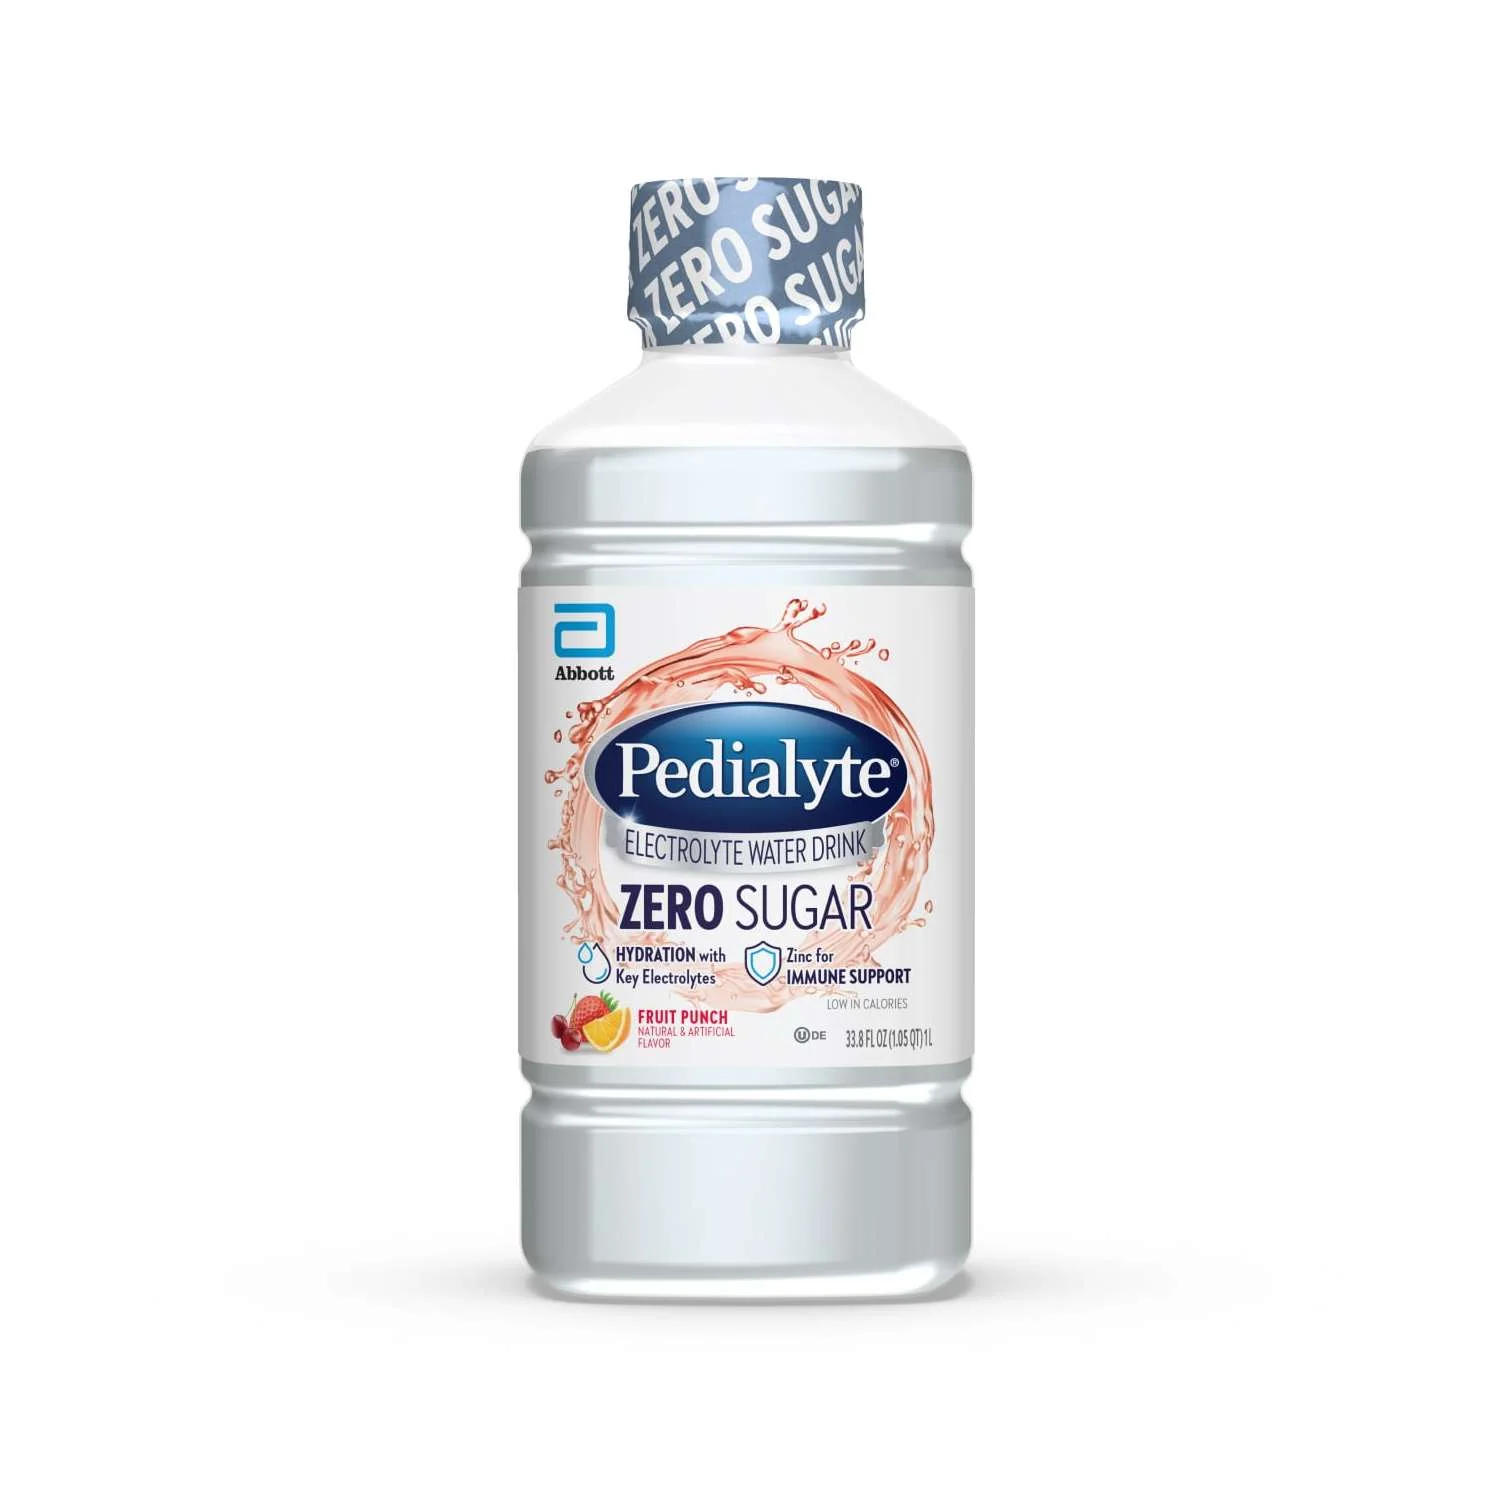 ZERO
ZERO SUGA
ZERO SUGA
Abbott
Pedialyte®
ELECTROLYTE WATER DRINK
ZERO SUGAR
HYDRATION with
Key Electrolytes
Zinc for
IMMUNE SUPPORT
LOW IN CALORIES
FRUIT PUNCH
NATURAL & ARTIFICIAL
FLAVOR
U DE
33.8 FL OZ (1.05 QT) 1 L